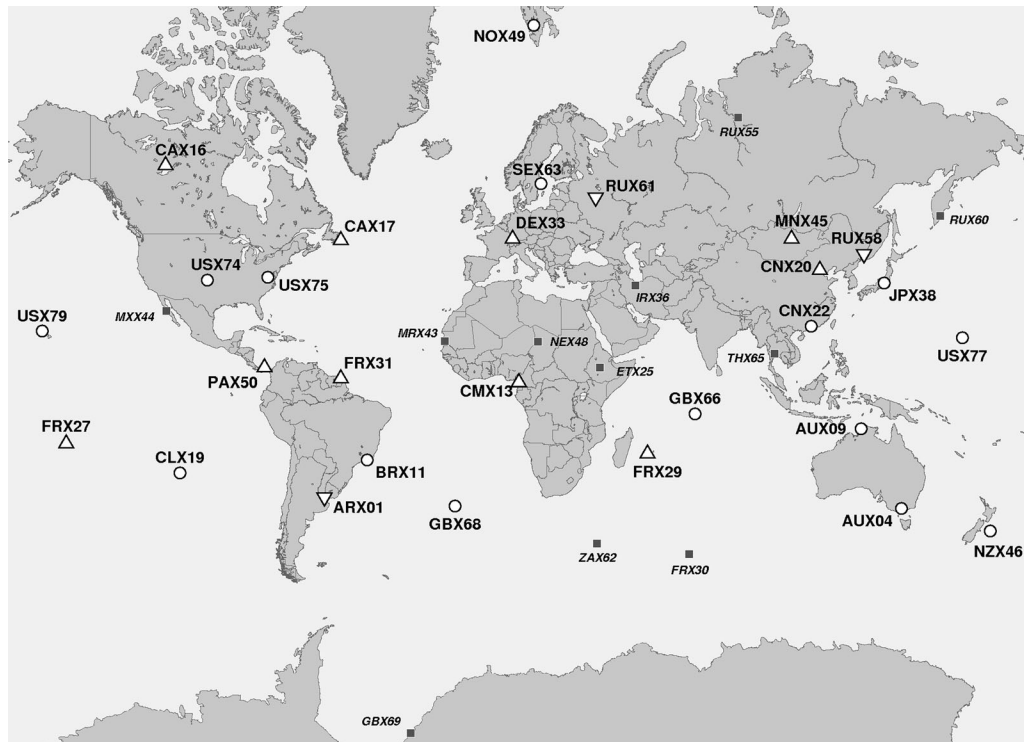 NOX49
RUX55
CAX16
SEX63
RUX61
RUX60
CAX17
DEX33
MNX45
RUX58
USX74
CNX20
USX75
IRX36
JPX38
USX79
MXX44
MRX43
NEX48
CNX22
USX77
THX65
PAX50
FRX31
CMX13
ETX25
GBX66
FRX27
AUX09
CLX19
BRX11
FRX29
ARX01
GBX68
AUX04
NZX46
ZAX62
FRX30
GBX69